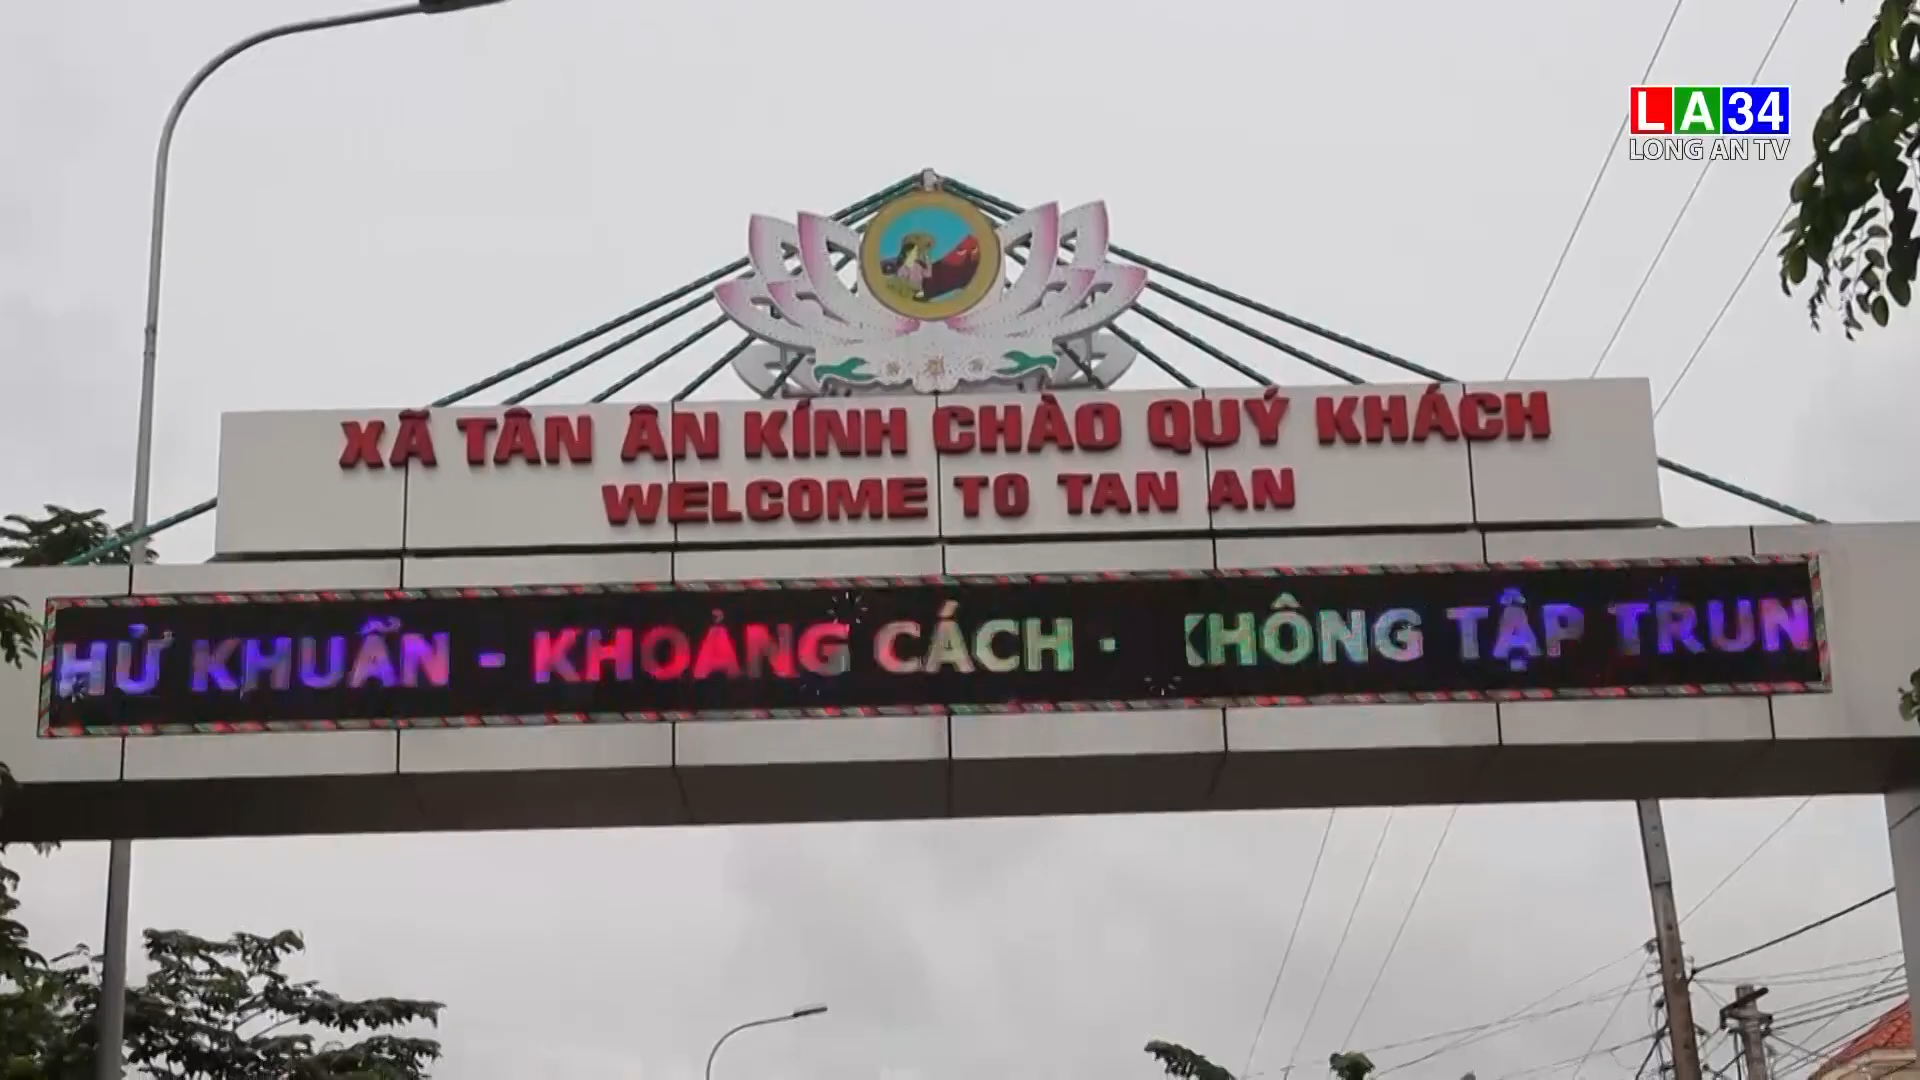 LA34
LONG AN TV
XÃ TÂN ÂN KÍNH CHÀO QUÝ KHÁCH
WELCOME TO TAN AN
HỬ KHUẨN - KHOẢNG CÁCH - KHÔNG TẬP TRUN